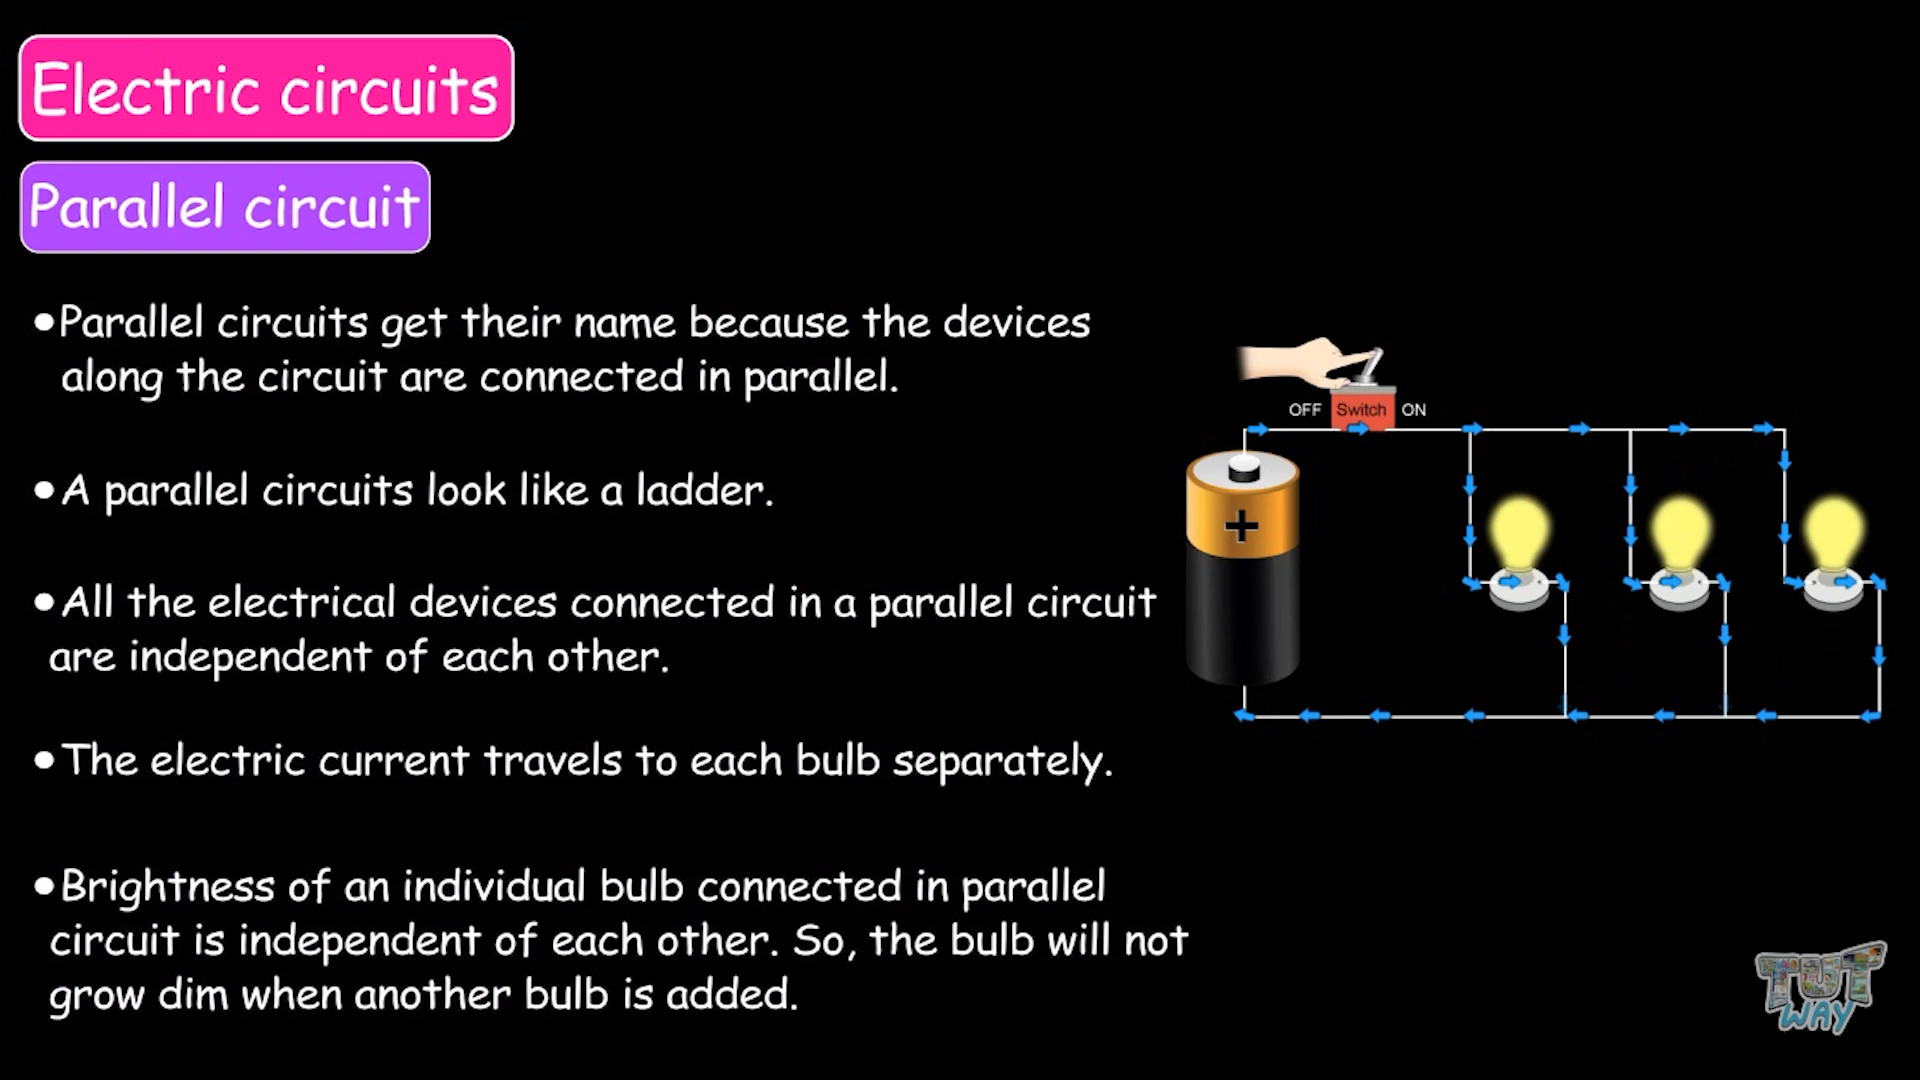 Electric circuits
Parallel circuit
•Parallel circuits get their name because the devices
along the circuit are connected in parallel.
•A parallel circuits look like a ladder.
•All the electrical devices connected in a parallel circuit
are independent of each other.
•The electric current travels to each bulb separately.
•Brightness of an individual bulb connected in parallel
circuit is independent of each other. So, the bulb will not
grow dim when another bulb is added.
OFF Switch ON
+
TUT
WAY